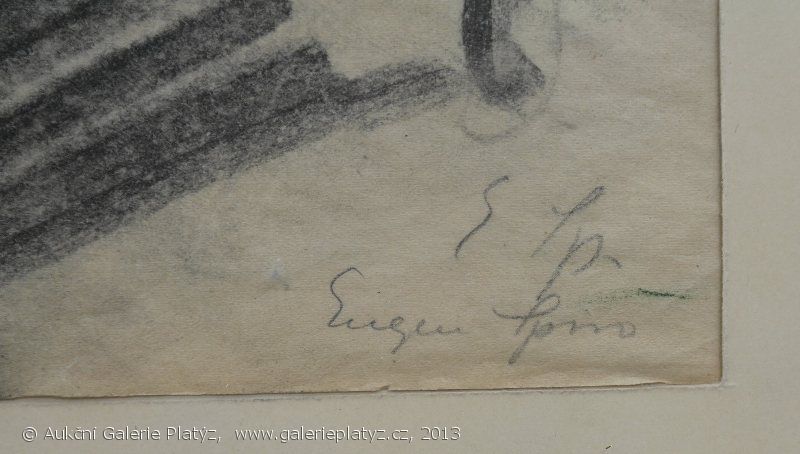 E Sp.
Eugen Spiro
© Aukční Galerie Platýz, www.galerieplatyz.cz, 2013